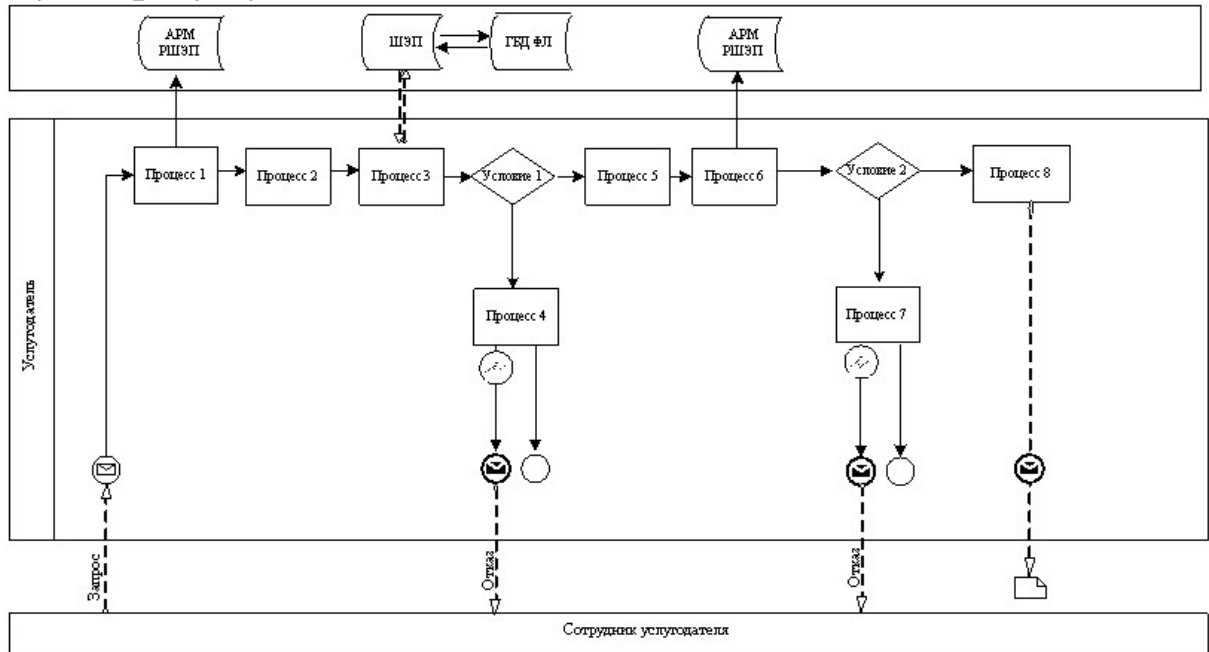 АРМ
РШЭП
ШЭП
ГБД ФЛ
АРМ
РШЭП
Процесс 1
Процесс 2
Процесс 3
Условие 1
Процесс 5
Процесс 6
Условие 2
Процесс 8
Процесс 4
Процесс 7
Услугодатель
Запрос
Отказ
Отказ
Сотрудник услугодателя